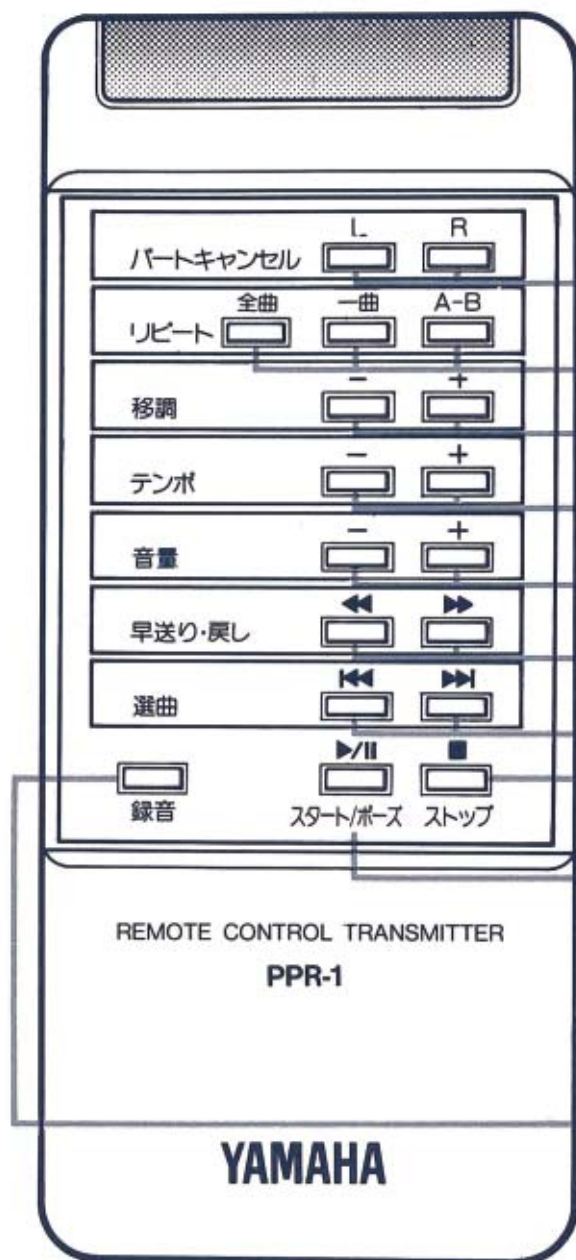 L R
パートキャンセル
全曲 一曲 A-B
リピート
- +
移調
- +
テンポ
- +
音量
◀◀ ▶▶
早送り・戻し
|◀◀ ▶▶|
選曲
▶/II ■
録音 スタート/ポーズ ストップ
REMOTE CONTROL TRANSMITTER
PPR-1
YAMAHA